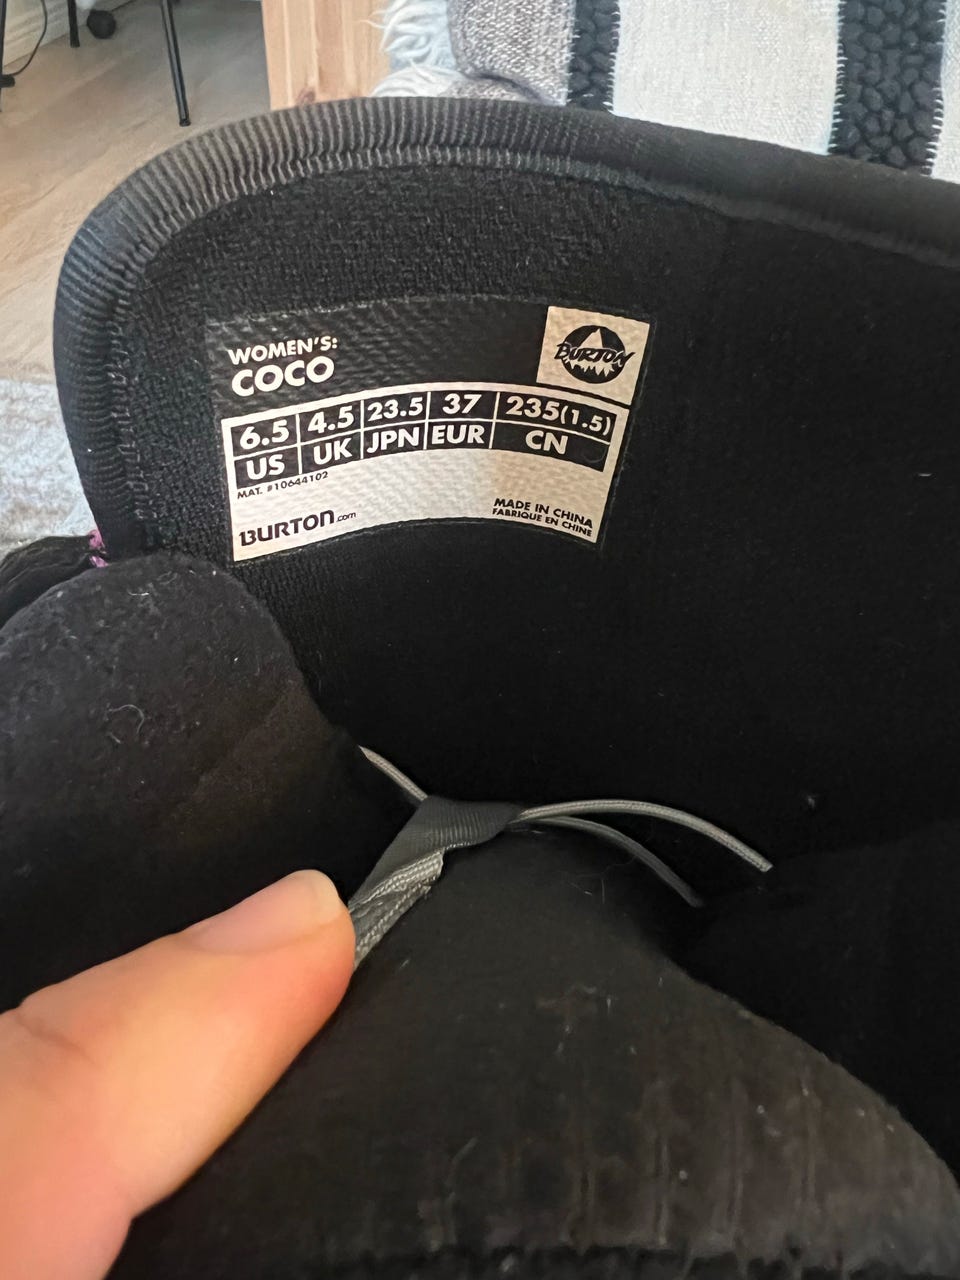 WOMEN'S:
COCO
BURTON
6.5 4.5 23.5 37 235(1.5)
US UK JPN EUR CN
MAT. #10644102
BURTON.com
MADE IN CHINA
FABRIQUE EN CHINE